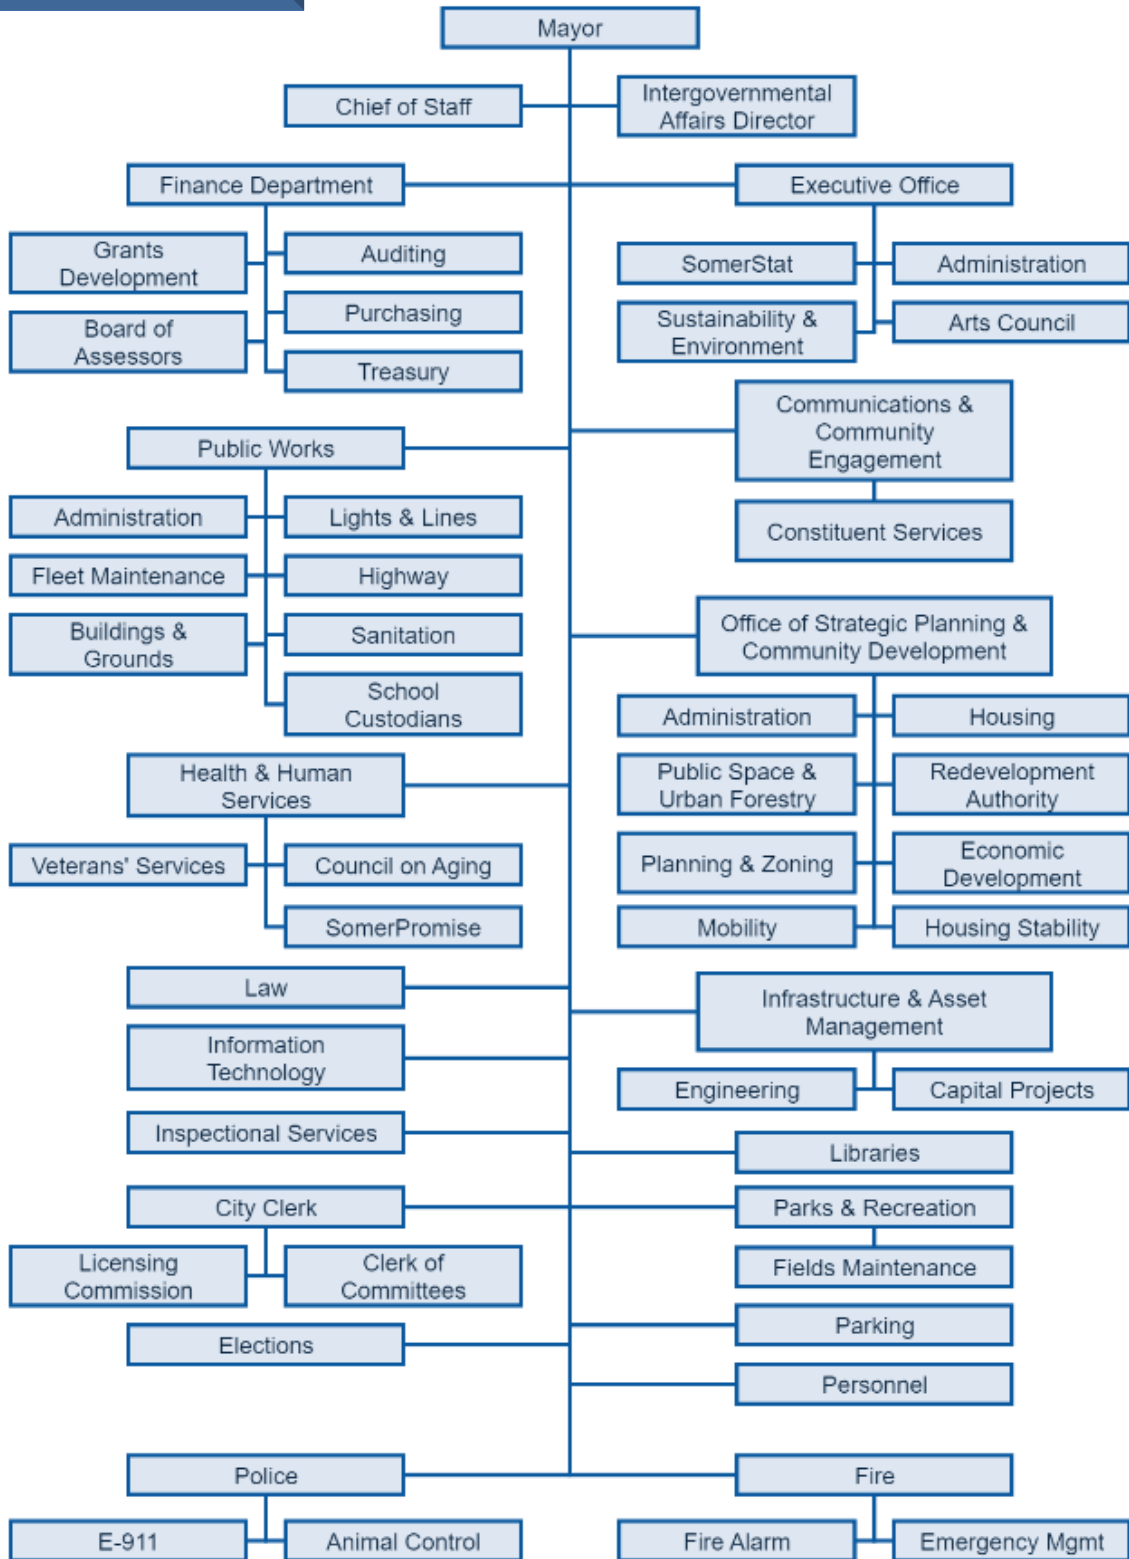 Mayor
Chief of Staff
Intergovernmental
Affairs Director
Finance Department
Executive Office
Grants
Development
Auditing
Board of
Assessors
Purchasing
Treasury
SomerStat
Administration
Sustainability &
Environment
Arts Council
Communications &
Community
Engagement
Constituent Services
Public Works
Administration
Lights & Lines
Fleet Maintenance
Highway
Buildings &
Grounds
Sanitation
School
Custodians
Office of Strategic Planning &
Community Development
Administration
Housing
Public Space &
Urban Forestry
Redevelopment
Authority
Planning & Zoning
Economic
Development
Mobility
Housing Stability
Health & Human
Services
Veterans' Services
Council on Aging
SomerPromise
Law
Information
Technology
Inspectional Services
Infrastructure & Asset
Management
Engineering
Capital Projects
Libraries
City Clerk
Parks & Recreation
Licensing
Commission
Clerk of
Committees
Fields Maintenance
Elections
Parking
Personnel
Police
Fire
E-911
Animal Control
Fire Alarm
Emergency Mgmt